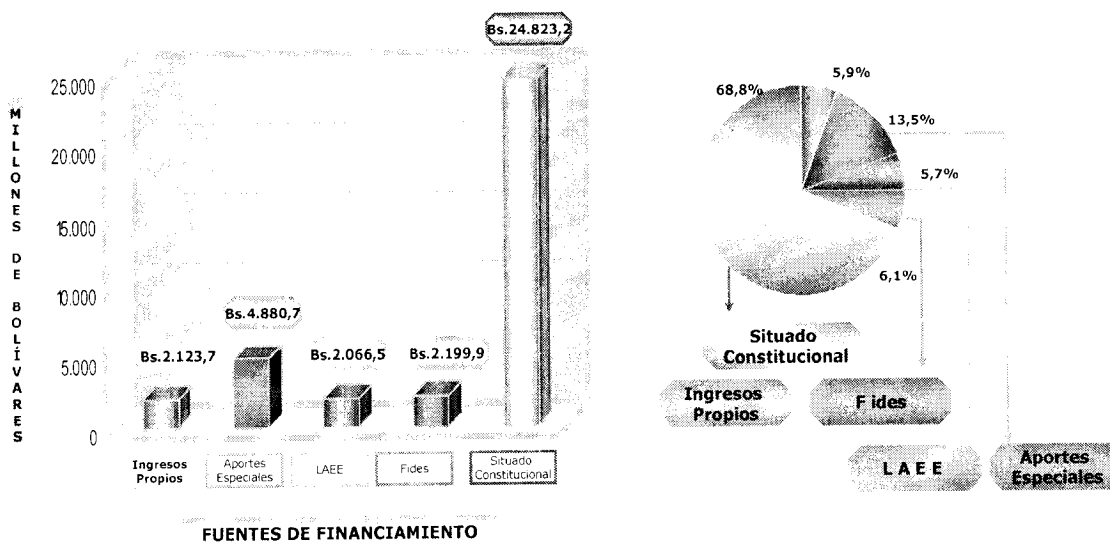 Bs.24.823,2
25.000
20.000
15.000
10.000
5.000
0
MILLONES DE BOLÍVARES
Bs.2.123,7
Bs.4.880,7
Bs.2.066,5
Bs.2.199,9
Ingresos
Propios
Aportes
Especiales
LAEE
Fides
Situado
Constitucional
FUENTES DE FINANCIAMIENTO
68,8%
5,9%
13,5%
5,7%
6,1%
Situado
Constitucional
Ingresos
Propios
F ides
L A E E
Aportes
Especiales